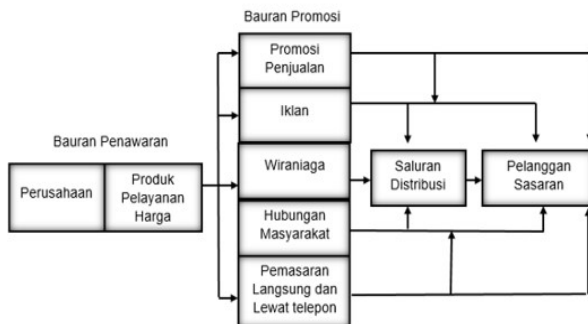 Bauran Promosi
Promosi
Penjualan
Iklan
Bauran Penawaran
Perusahaan
Produk
Pelayanan
Harga
Wiraniaga
Saluran
Distribusi
Pelanggan
Sasaran
Hubungan
Masyarakat
Pemasaran
Langsung dan
Lewat telepon